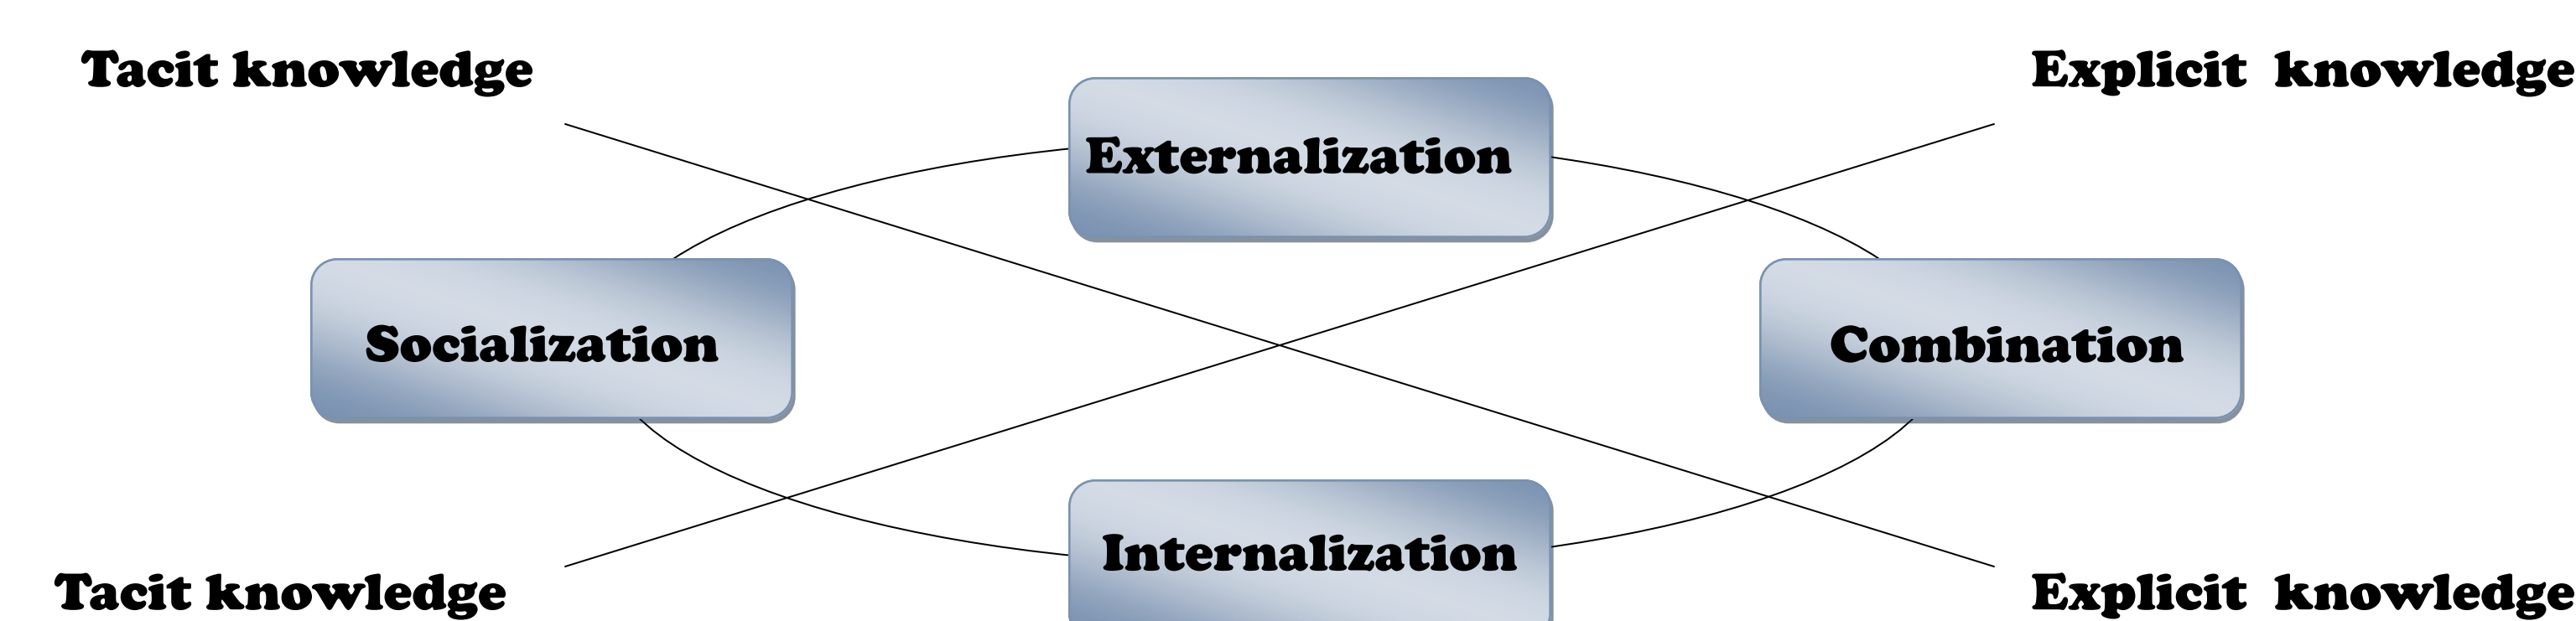 Tacit knowledge
Explicit  knowledge
Externalization
Socialization
Combination
Internalization
Tacit knowledge
Explicit  knowledge